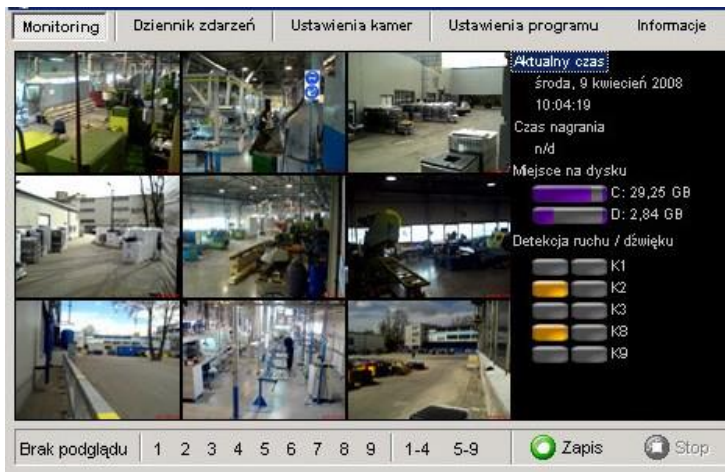 Monitoring Dziennik zdarzeń Ustawienia kamer Ustawienia programu Informacje
Aktualny czas
środa, 9 kwiecień 2008
10:04:19
Czas nagrania
n/d
Miejsce na dysku
C: 29,25 GB
D: 2,84 GB
Detekcja ruchu / dźwięku
K1
K2
K3
K8
K9
Brak podglądu 1 2 3 4 5 6 7 8 9 1-4 5-9 Zapis Stop